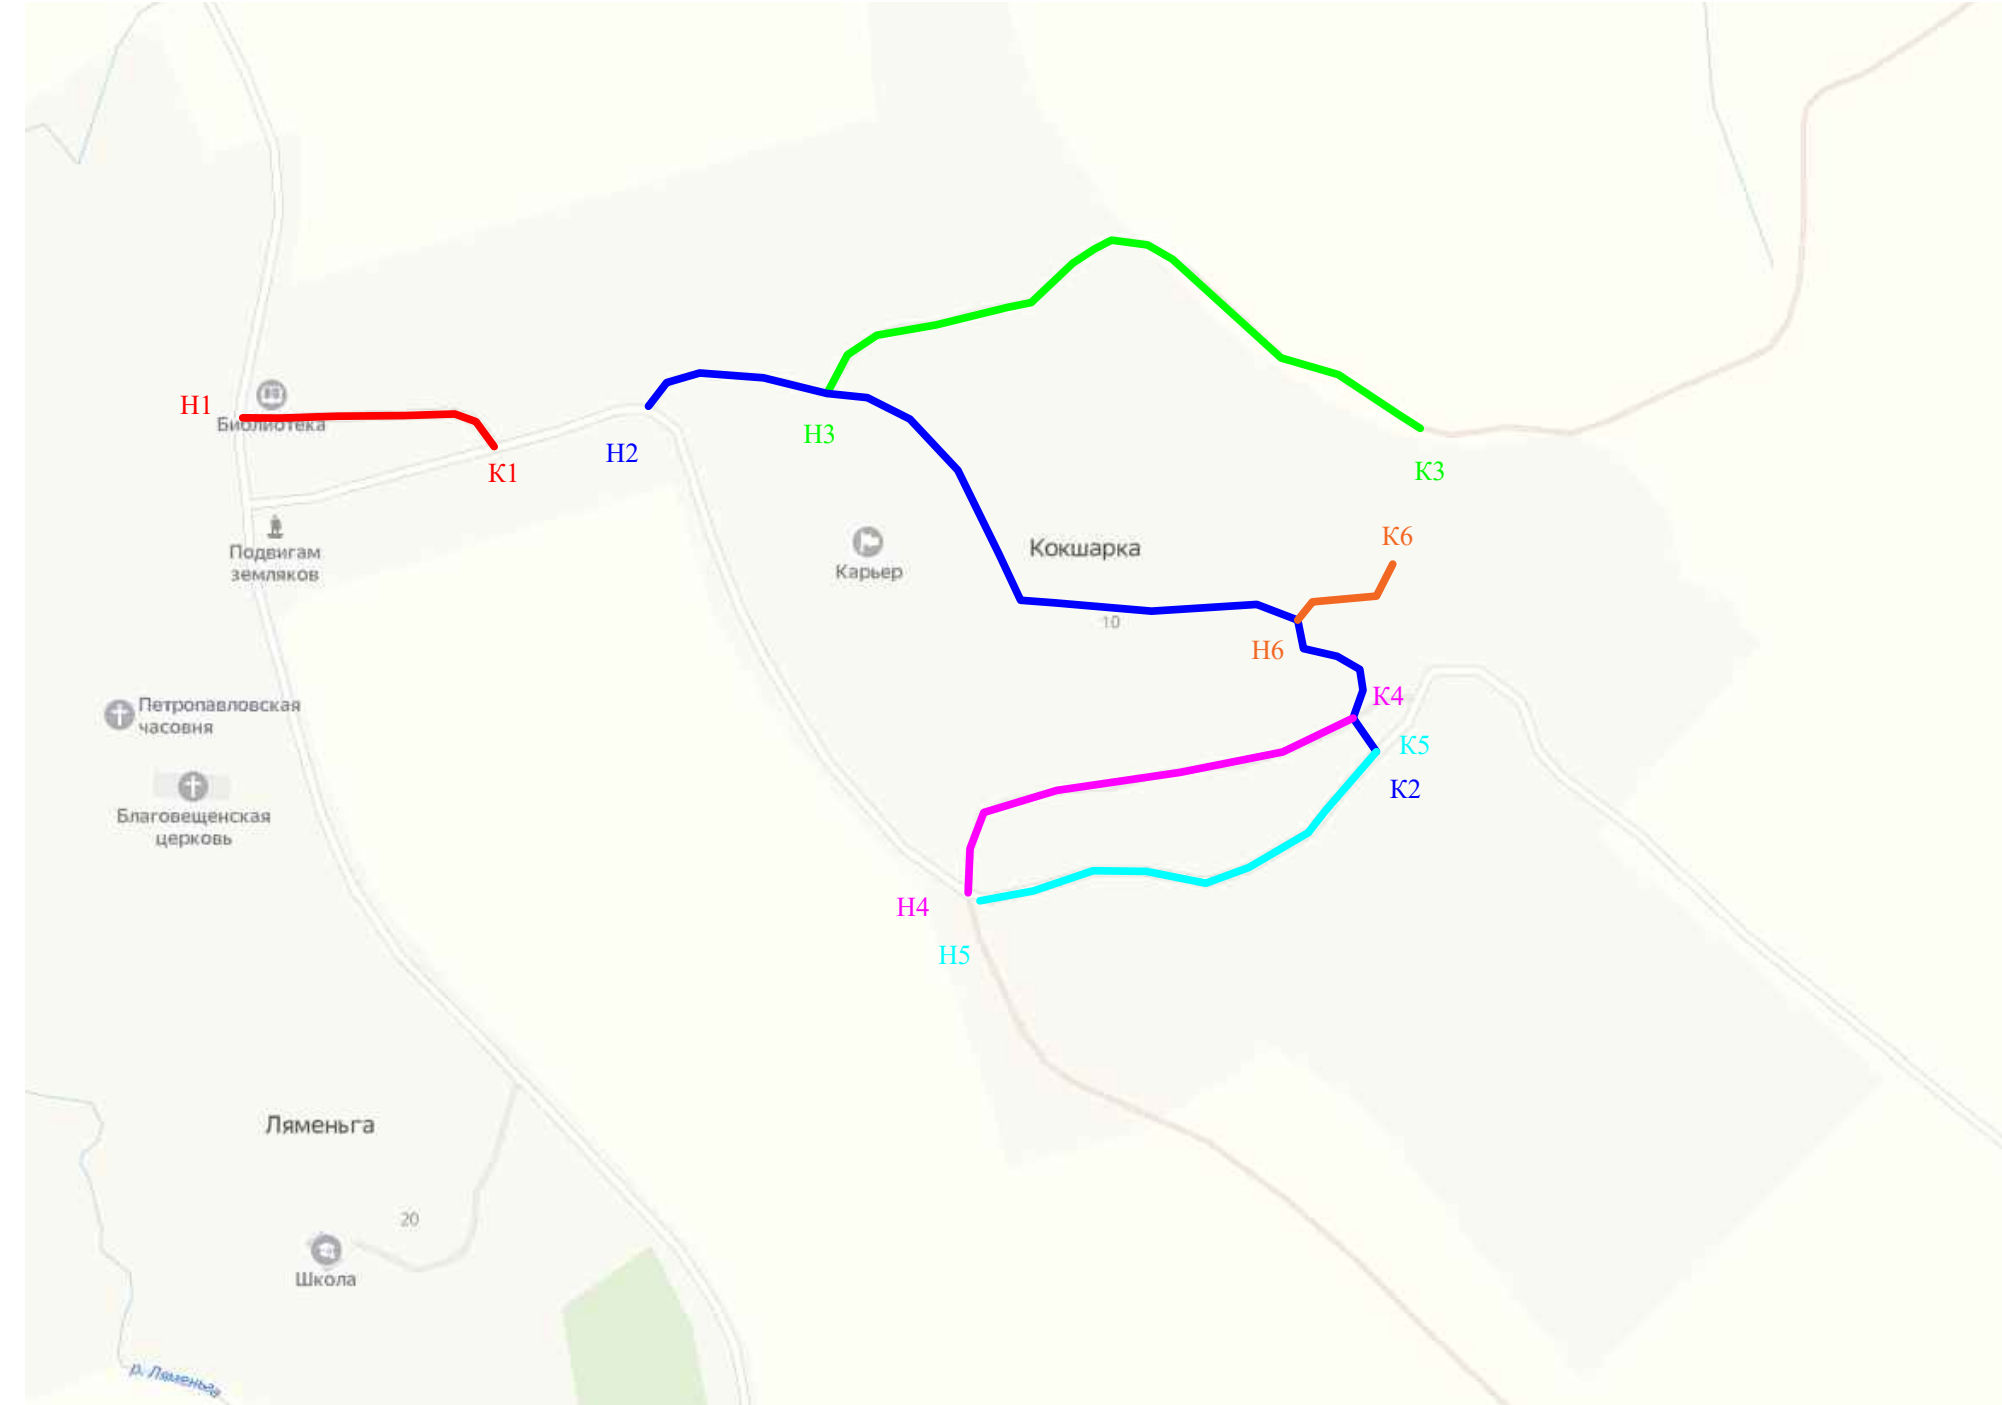 Н1
Библиотека
К1
Н2
Н3
К3
Подвигам
земляков
Карьер
Кокшарка
К6
10
Н6
К4
Петропавловская
часовня
К5
К2
Благовещенская
церковь
Н4
Н5
Ляменьга
20
Школа
р. Ляменьга